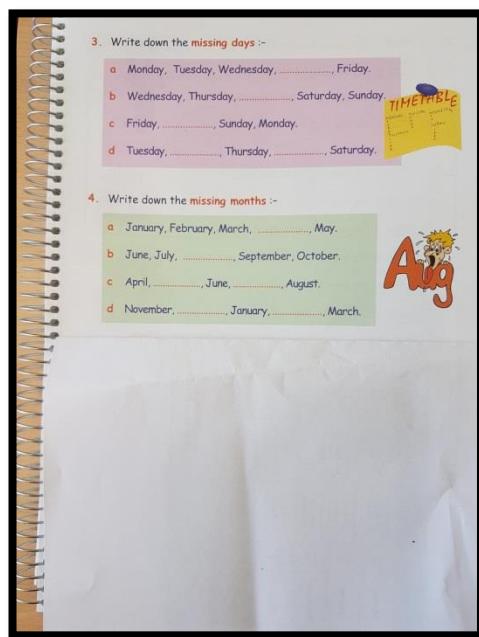 3. Write down the missing days :-
a Monday, Tuesday, Wednesday, ...................., Friday.
b Wednesday, Thursday, ...................., Saturday, Sunday.
TIMETABLE
c Friday, ...................., Sunday, Monday.
d Tuesday, ...................., Thursday, ...................., Saturday.
4. Write down the missing months :-
a January, February, March, ...................., May.
b June, July, ...................., September, October.
Aug
c April, ...................., June, ...................., August.
d November, ...................., January, ...................., March.